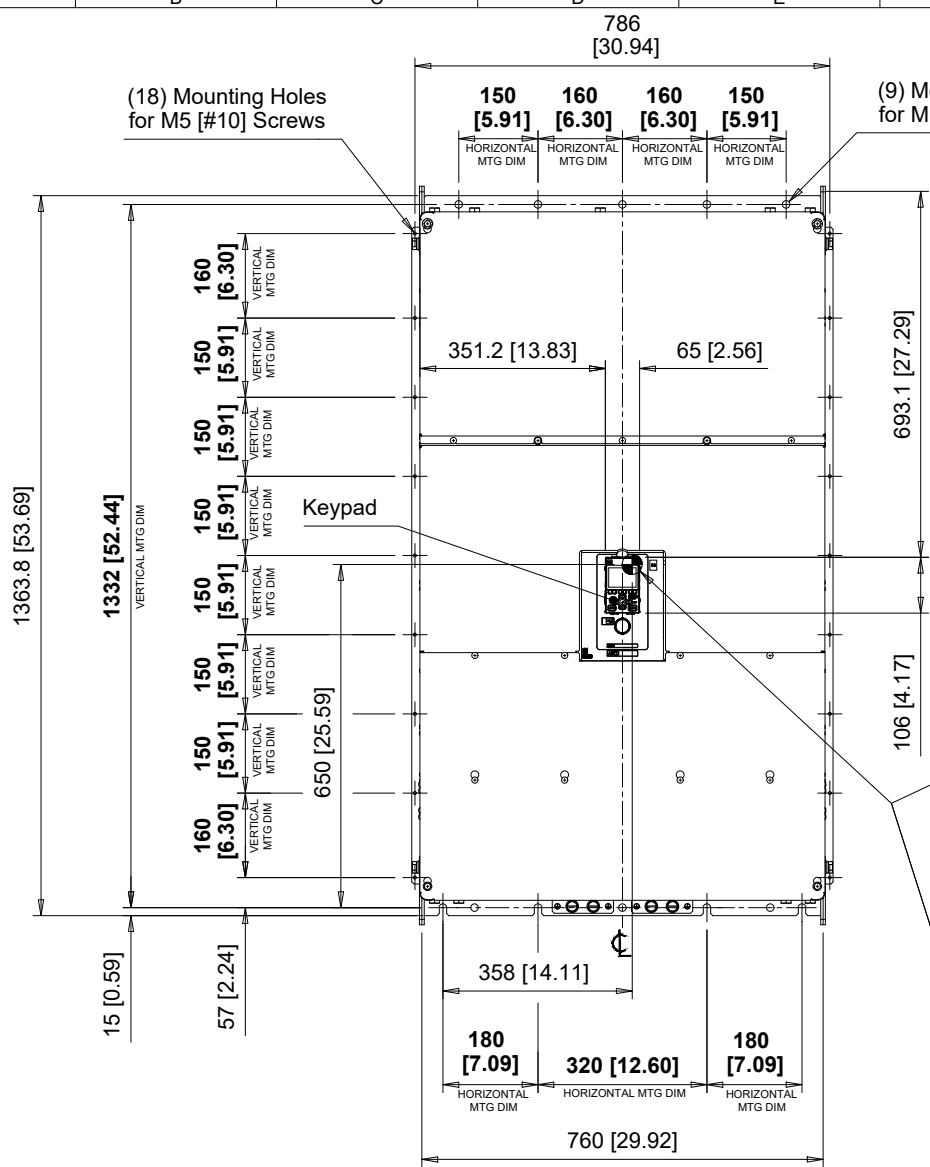 786
[30.94]
(18) Mounting Holes
for M5 [#10] Screws
150
[5.91]
HORIZONTAL
MTG DIM
160
[6.30]
HORIZONTAL
MTG DIM
160
[6.30]
HORIZONTAL
MTG DIM
150
[5.91]
HORIZONTAL
MTG DIM
(9) M
for M
160
[6.30]
VERTICAL
MTG DIM
150
[5.91]
VERTICAL
MTG DIM
150
[5.91]
VERTICAL
MTG DIM
150
[5.91]
VERTICAL
MTG DIM
150
[5.91]
VERTICAL
MTG DIM
150
[5.91]
VERTICAL
MTG DIM
150
[5.91]
VERTICAL
MTG DIM
160
[6.30]
VERTICAL
MTG DIM
1363.8 [53.69]
1332 [52.44]
VERTICAL MTG DIM
351.2 [13.83]
65 [2.56]
693.1 [27.29]
Keypad
650 [25.59]
106 [4.17]
15 [0.59]
57 [2.24]
CL
358 [14.11]
180
[7.09]
HORIZONTAL
MTG DIM
320 [12.60]
HORIZONTAL MTG DIM
180
[7.09]
HORIZONTAL
MTG DIM
760 [29.92]